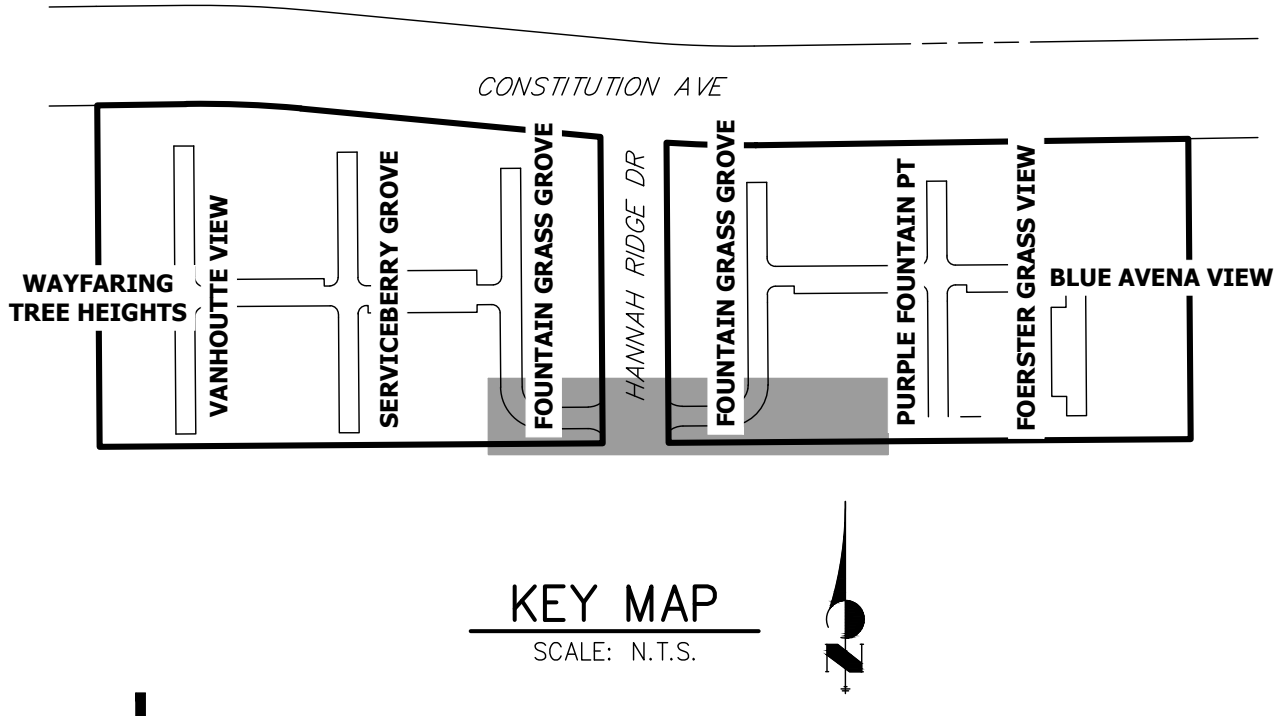 CONSTITUTION AVE
WAYFARING
TREE HEIGHTS
VANHOUTTE VIEW
SERVICEBERRY GROVE
FOUNTAIN GRASS GROVE
HANNAH RIDGE DR
FOUNTAIN GRASS GROVE
PURPLE FOUNTAIN PT
FOERSTER GRASS VIEW
BLUE AVENA VIEW
KEY MAP
SCALE: N.T.S.
N